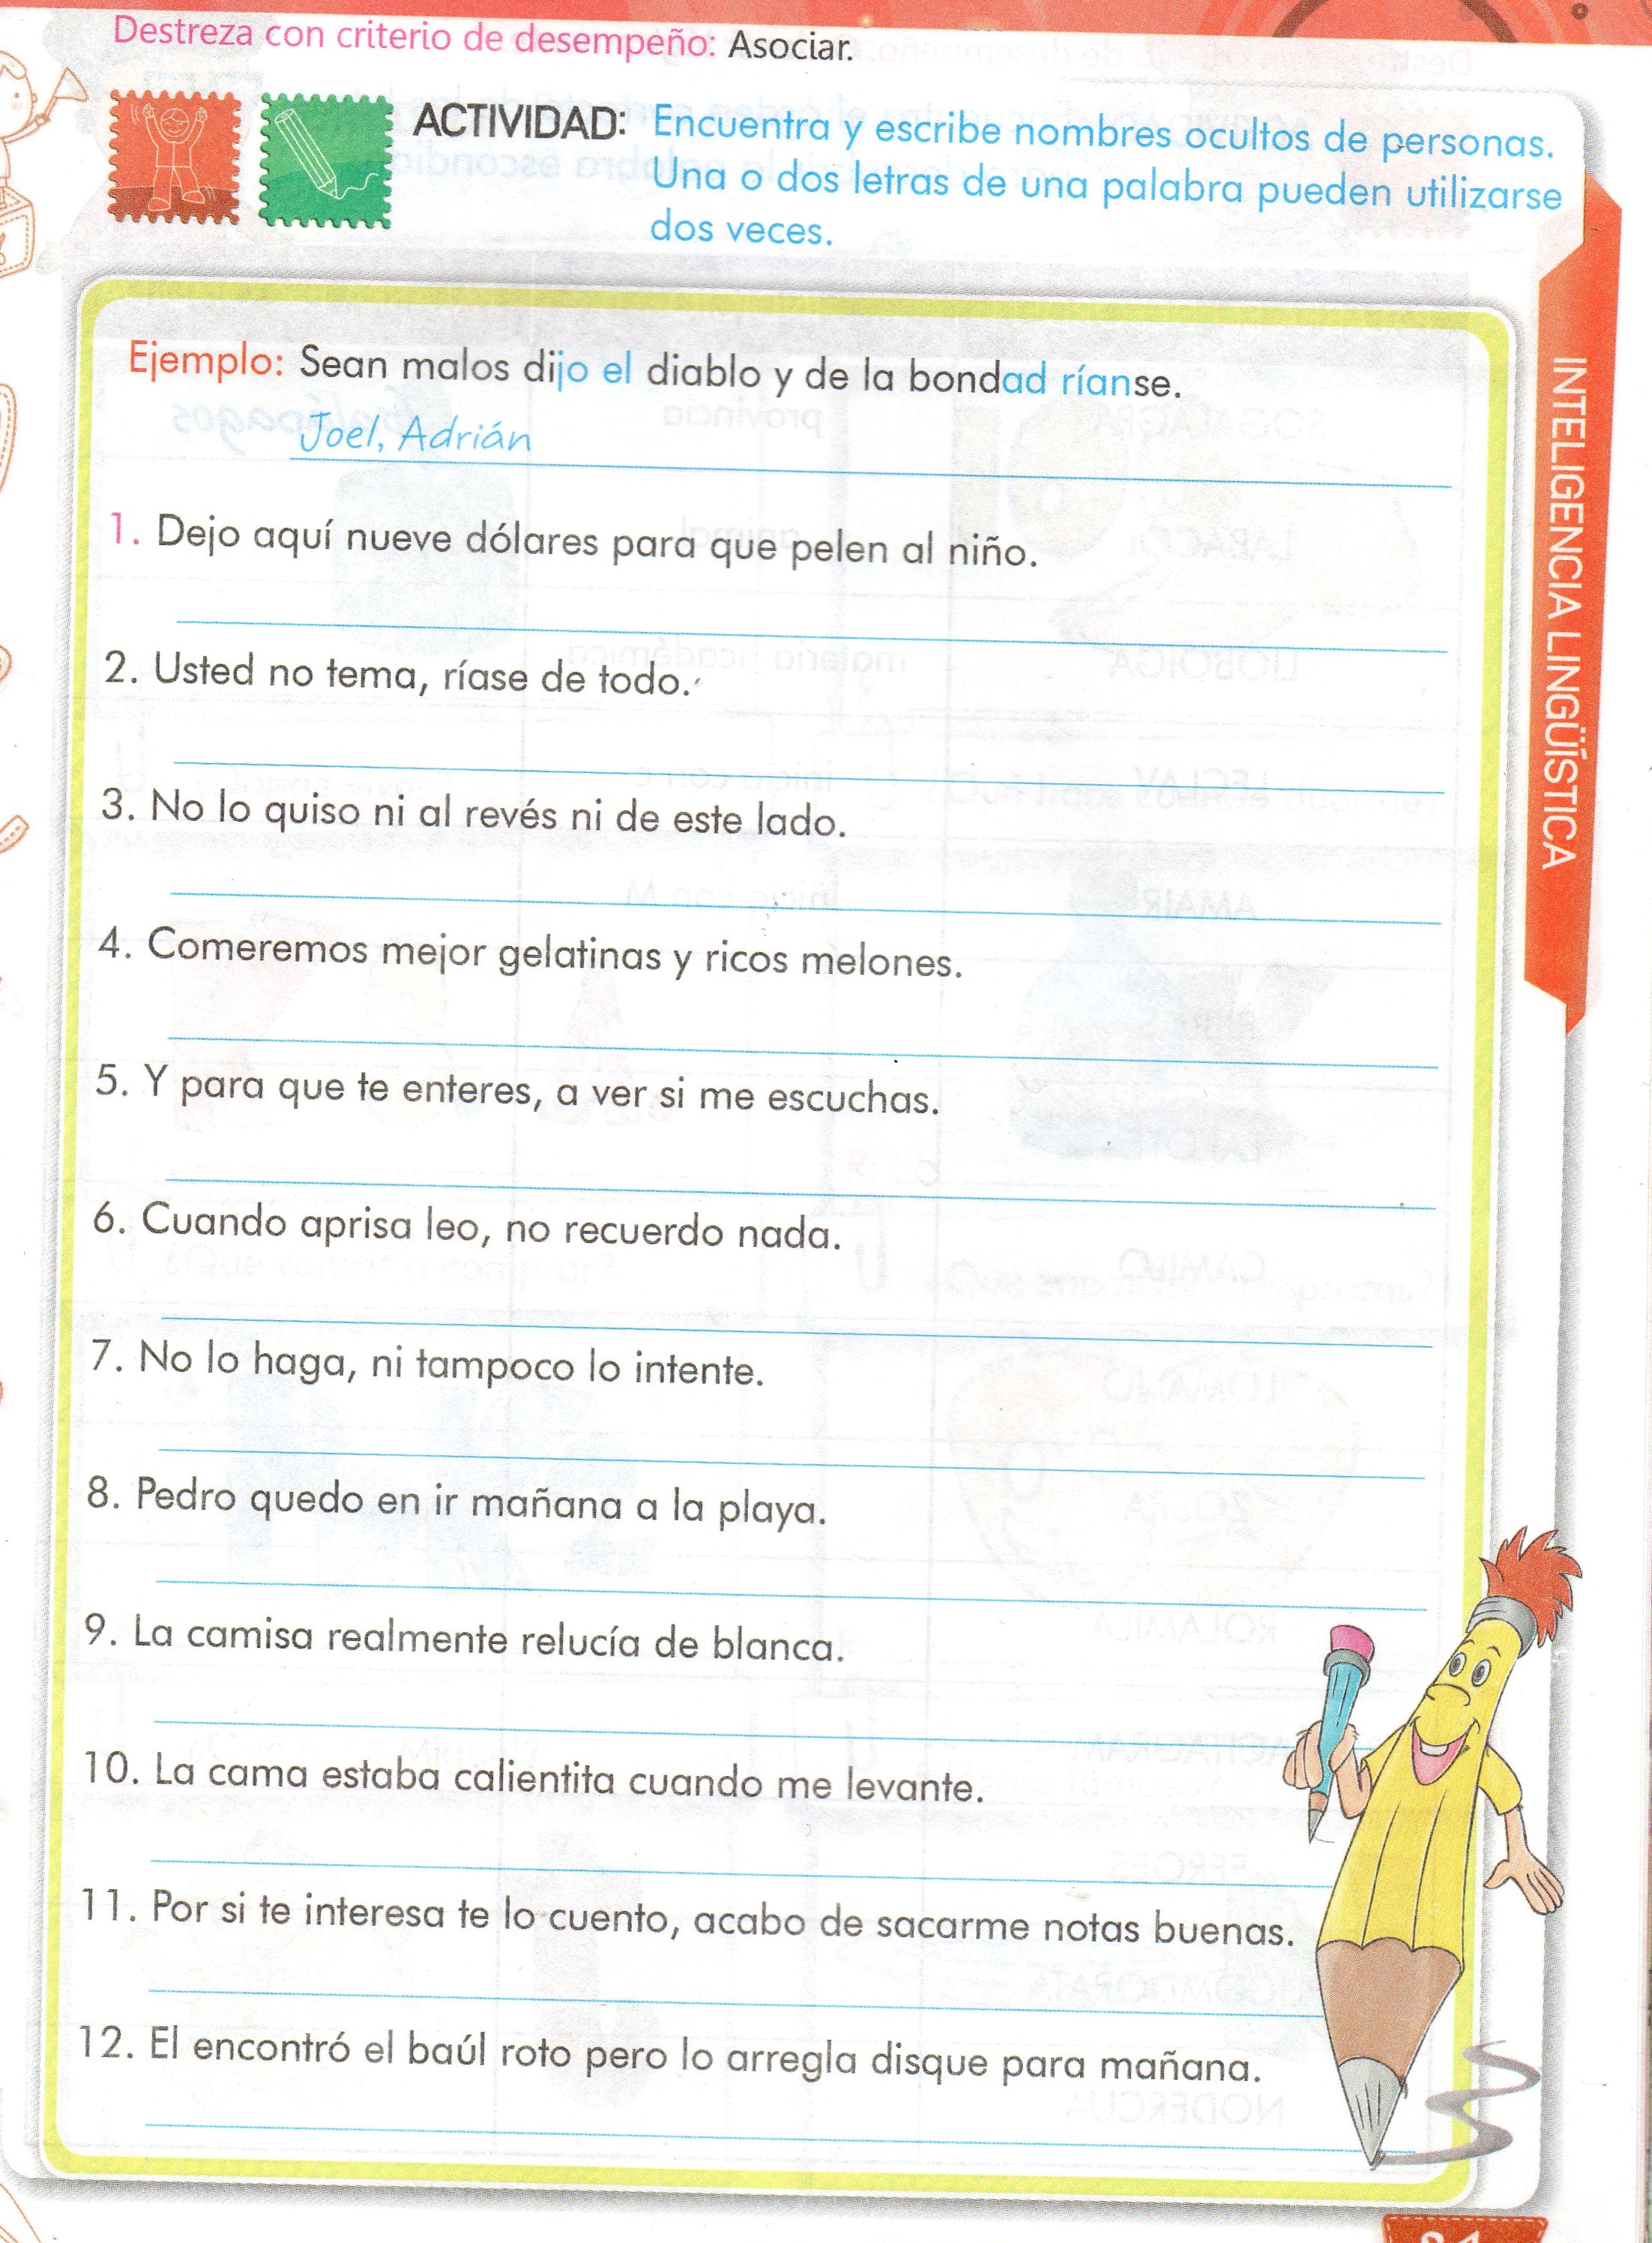 Destreza con criterio de desempeño: Asociar.
ACTIVIDAD: Encuentra y escribe nombres ocultos de personas.
Una o dos letras de una palabra pueden utilizarse
dos veces.
Ejemplo: Sean malos dijo el diablo y de la bondad ríanse.
Joel, Adrián
1. Dejo aquí nueve dólares para que pelen al niño.
2. Usted no tema, ríase de todo.
3. No lo quiso ni al revés ni de este lado.
4. Comeremos mejor gelatinas y ricos melones.
5. Y para que te enteres, a ver si me escuchas.
6. Cuando aprisa leo, no recuerdo nada.
7. No lo haga, ni tampoco lo intente.
8. Pedro quedo en ir mañana a la playa.
9. La camisa realmente relucía de blanca.
10. La cama estaba calientita cuando me levante.
11. Por si te interesa te lo cuento, acabo de sacarme notas buenas.
12. El encontró el baúl roto pero lo arregla disque para mañana.
INTELIGENCIA LINGÜÍSTICA